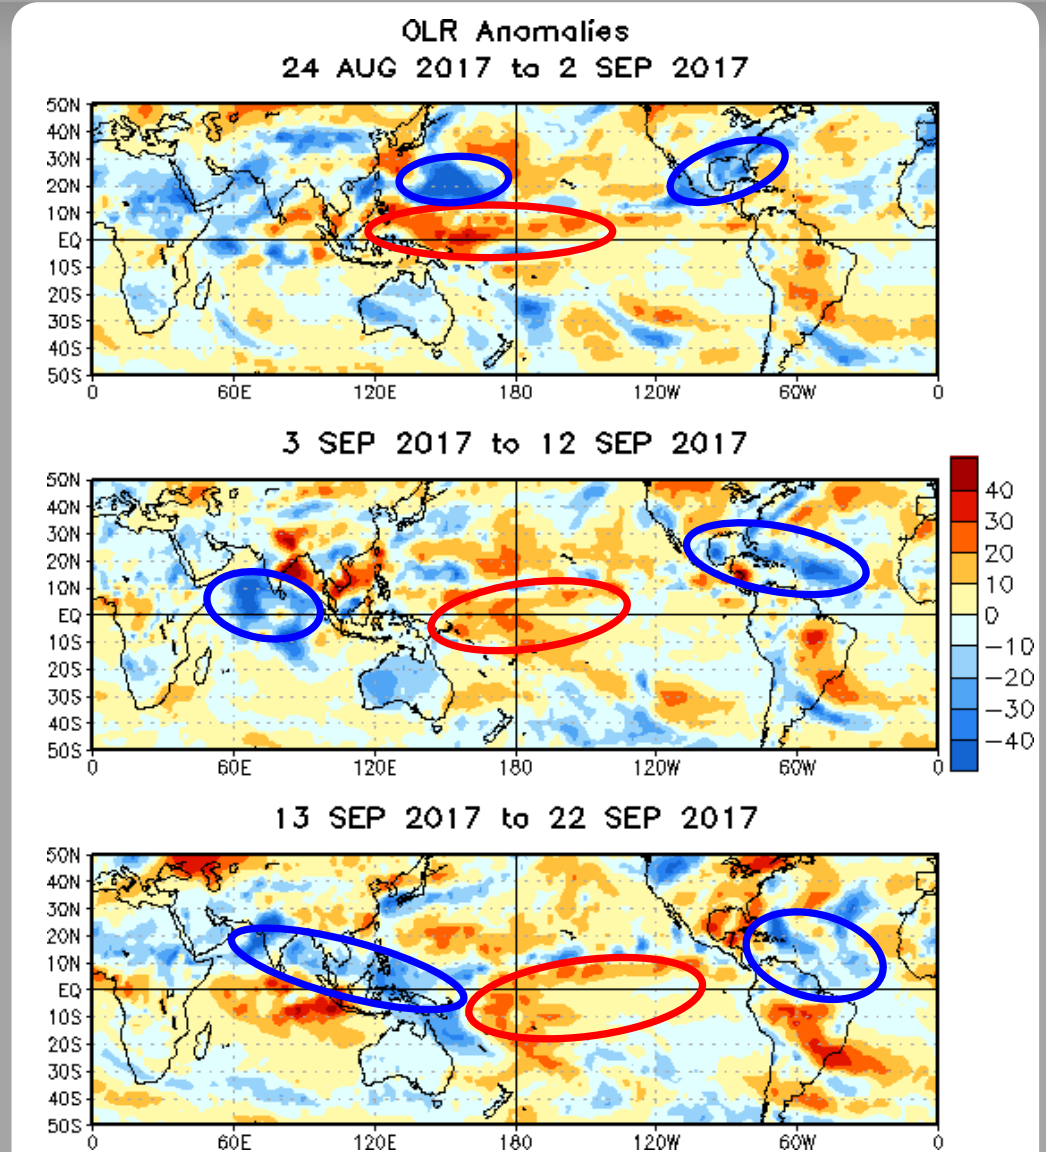 OLR Anomalies
24 AUG 2017 to 2 SEP 2017
50N
40N
30N
20N
10N
EQ
10S
20S
30S
40S
50S
0 60E 120E 180 120W 60W 0
3 SEP 2017 to 12 SEP 2017
50N
40N
30N
20N
10N
EQ
10S
20S
30S
40S
50S
0 60E 120E 180 120W 60W 0
40
30
20
10
0
−10
−20
−30
−40
13 SEP 2017 to 22 SEP 2017
50N
40N
30N
20N
10N
EQ
10S
20S
30S
40S
50S
0 60E 120E 180 120W 60W 0